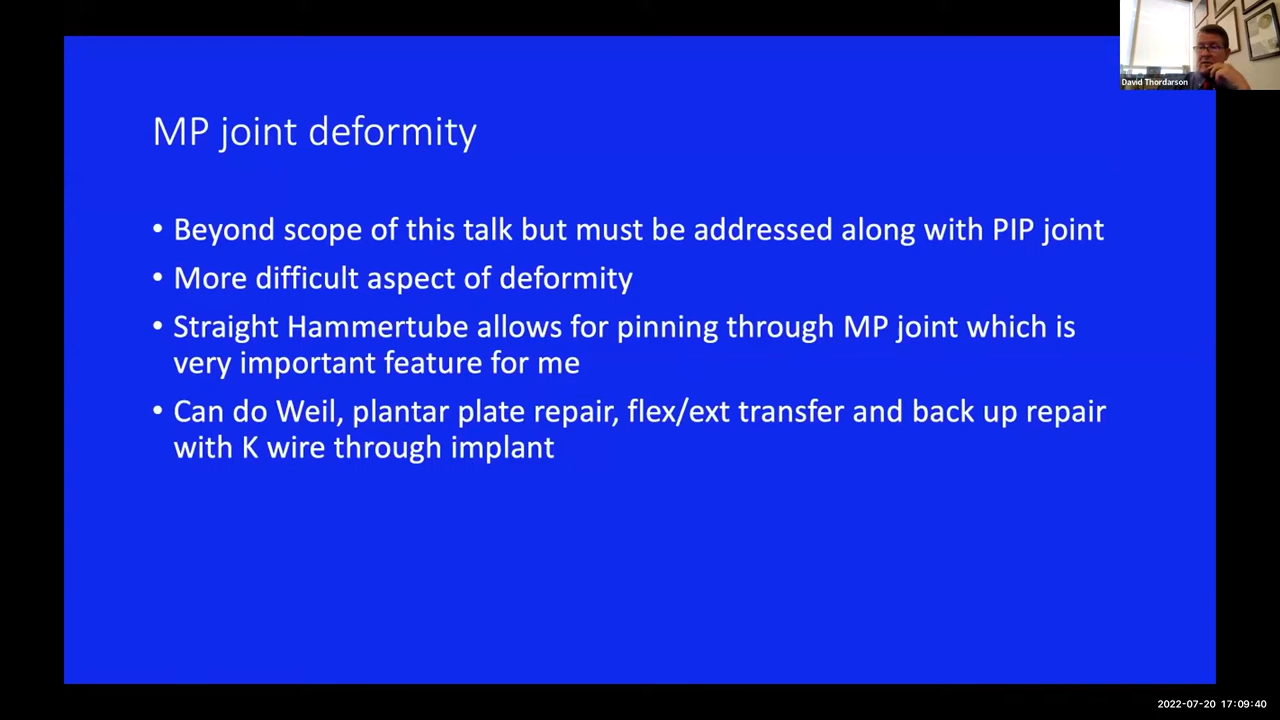 David Thordarson
MP joint deformity
• Beyond scope of this talk but must be addressed along with PIP joint
• More difficult aspect of deformity
• Straight Hammertube allows for pinning through MP joint which is
very important feature for me
• Can do Weil, plantar plate repair, flex/ext transfer and back up repair
with K wire through implant
2022-07-20 17:09:40